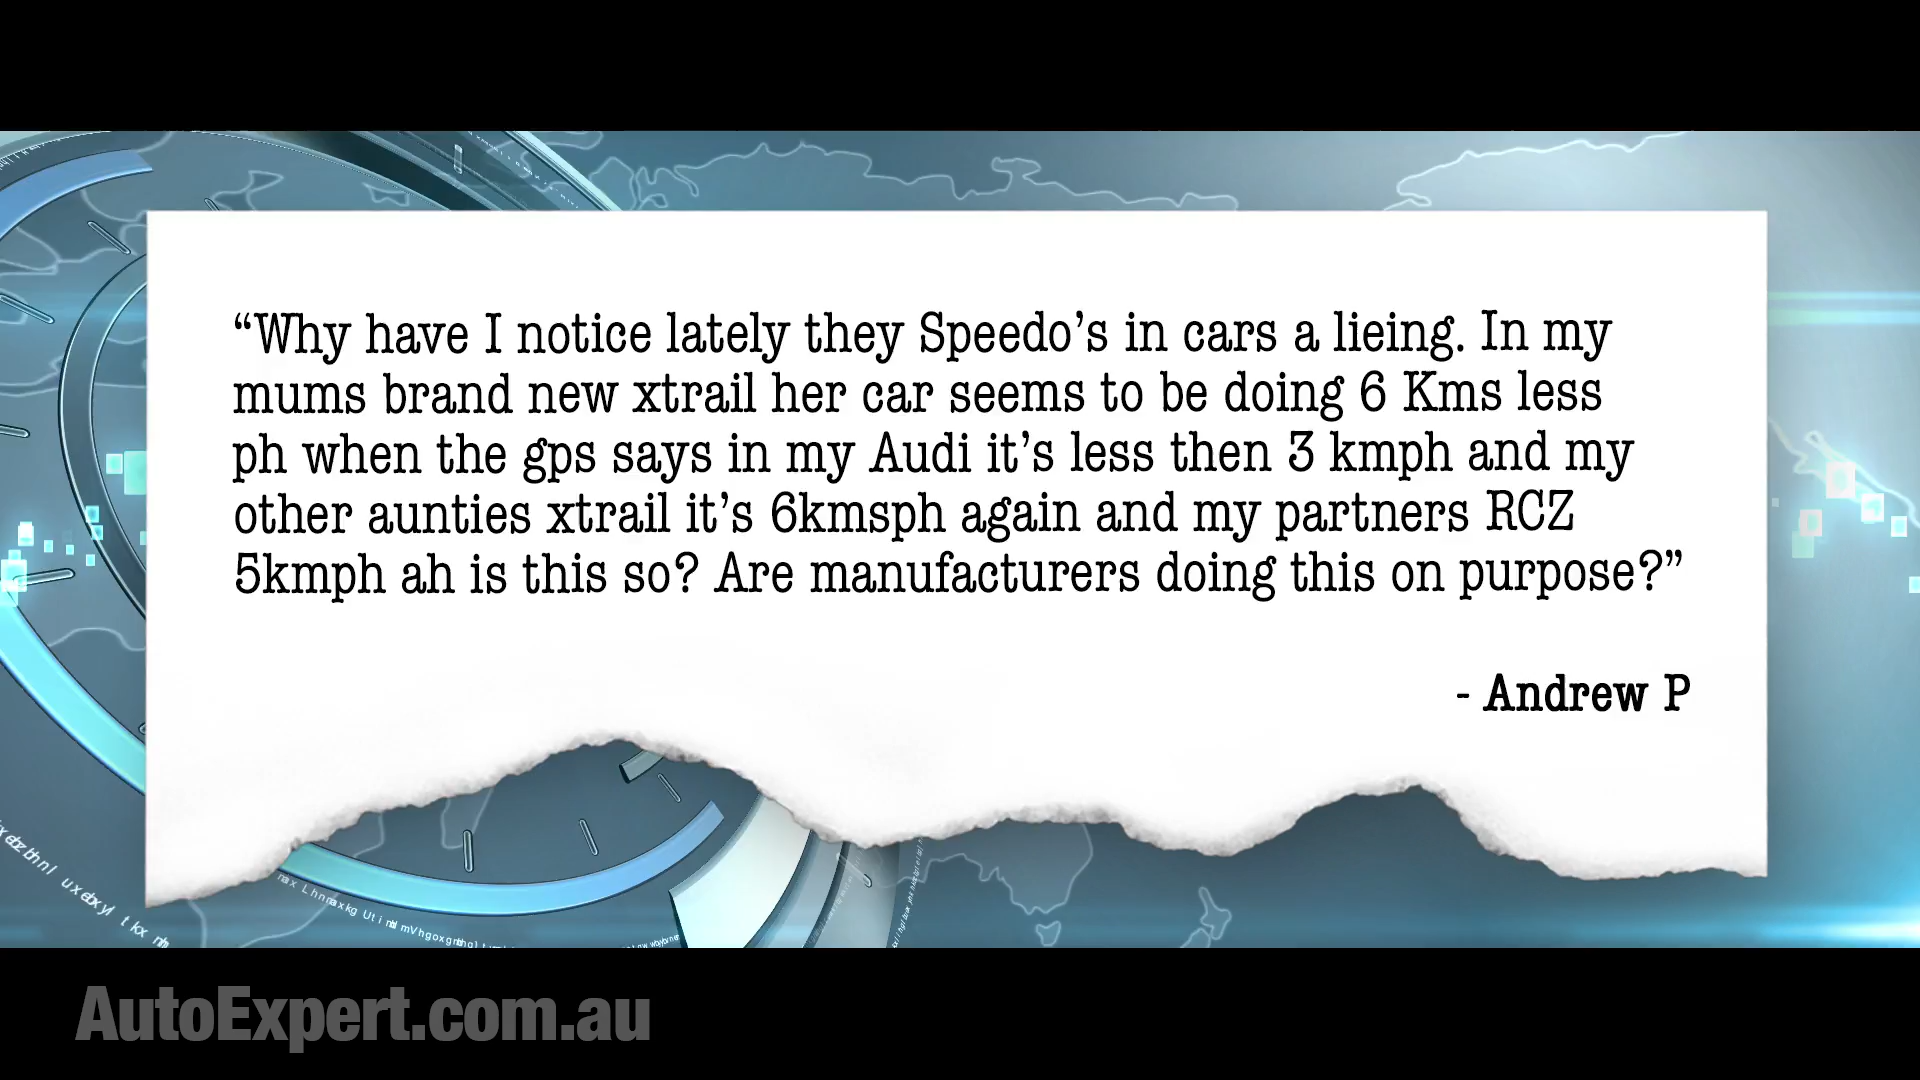 “Why have I notice lately they Speedo’s in cars a lieing. In my
mums brand new xtrail her car seems to be doing 6 Kms less
ph when the gps says in my Audi it’s less then 3 kmph and my
other aunties xtrail it’s 6kmsph again and my partners RCZ
5kmph ah is this so? Are manufacturers doing this on purpose?”
- Andrew P
AutoExpert.com.au